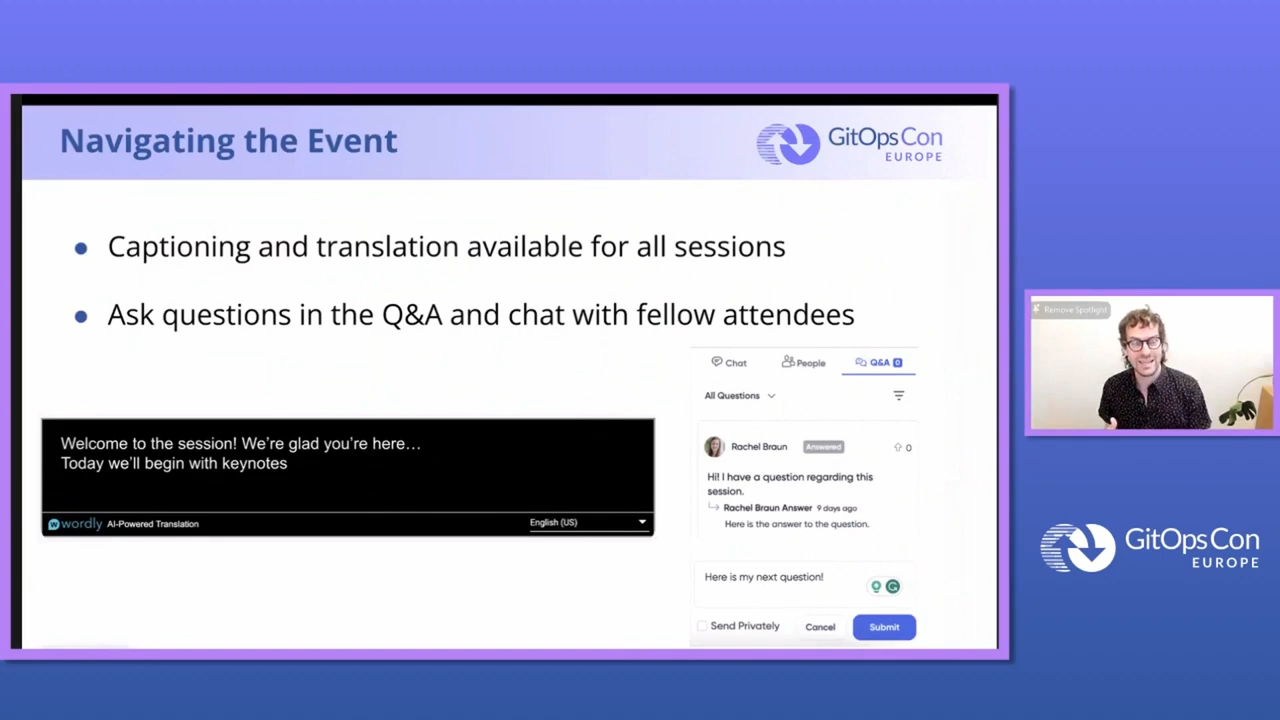 Navigating the Event
GitOpsCon
EUROPE
● Captioning and translation available for all sessions
● Ask questions in the Q&A and chat with fellow attendees
Welcome to the session! We're glad you're here...
Today we'll begin with keynotes
wordly AI-Powered Translation
English (US)
Chat People Q&A 0
All Questions
Rachel Braun Answered 0
Hi! I have a question regarding this
session.
Rachel Braun Answer 9 days ago
Here is the answer to the question.
Here is my next question!
Send Privately Cancel Submit
Remove Spotlight
GitOpsCon
EUROPE